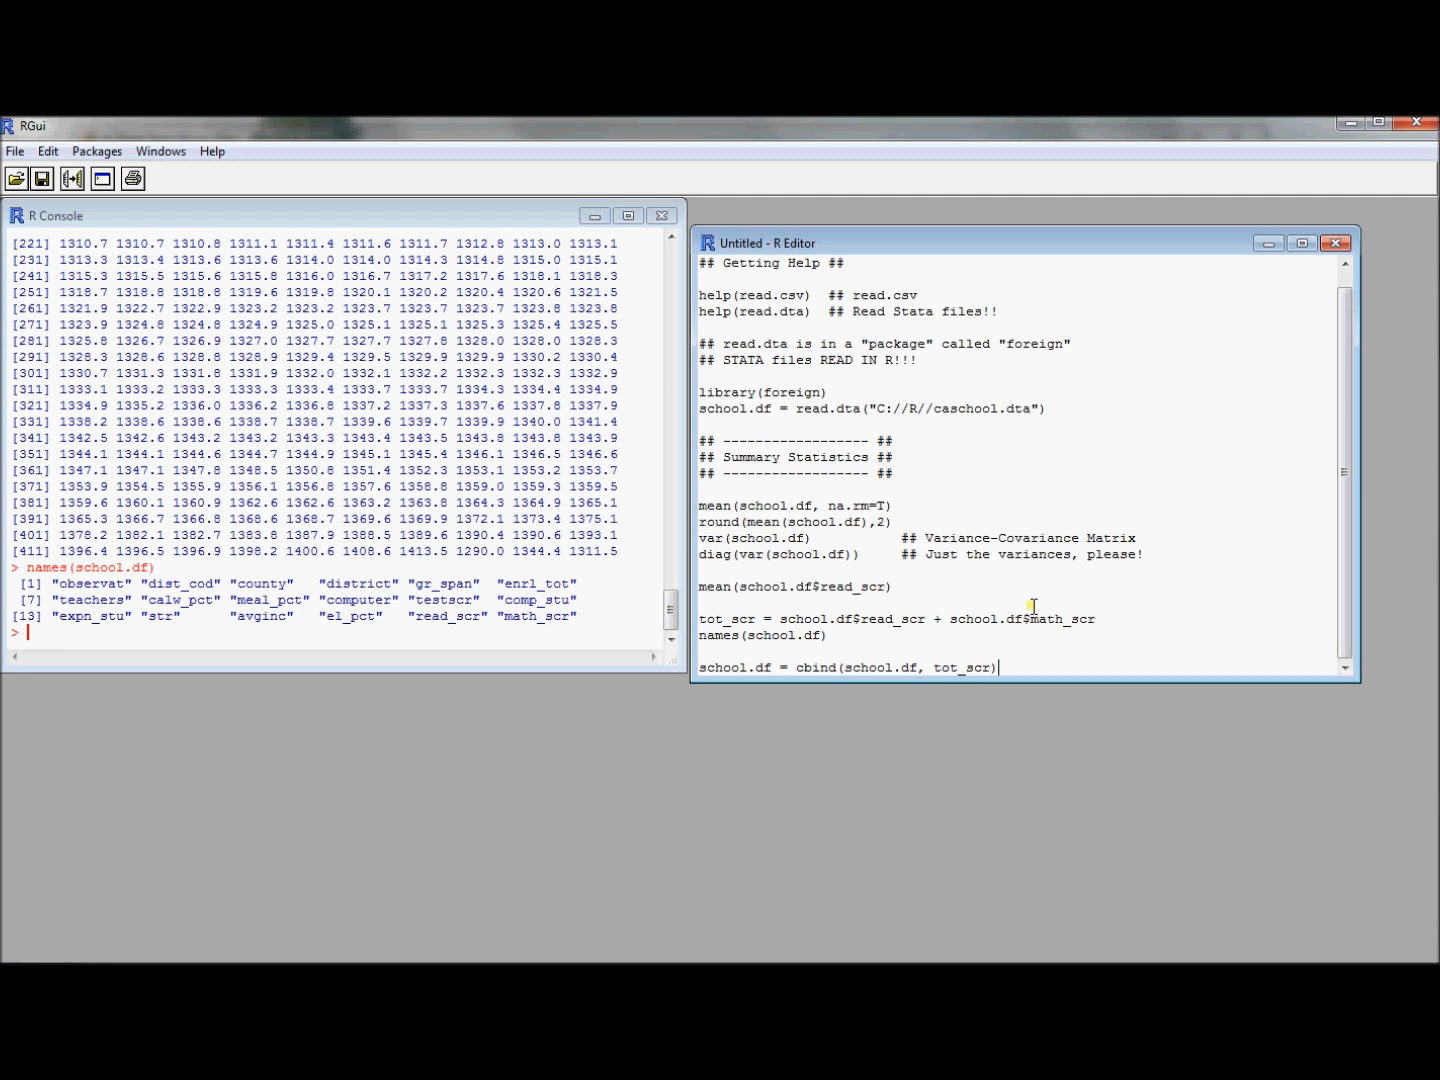 RGui
File Edit Packages Windows Help
R Console
[221] 1310.7 1310.7 1310.8 1311.1 1311.4 1311.6 1311.7 1312.8 1313.0 1313.1
[231] 1313.3 1313.4 1313.6 1313.6 1314.0 1314.0 1314.3 1314.8 1315.0 1315.1
[241] 1315.3 1315.5 1315.6 1315.8 1316.0 1316.7 1317.2 1317.6 1318.1 1318.3
[251] 1318.7 1318.8 1318.8 1319.6 1319.8 1320.1 1320.2 1320.4 1320.6 1321.5
[261] 1321.9 1322.7 1322.9 1323.2 1323.2 1323.7 1323.7 1323.7 1323.8 1323.8
[271] 1323.9 1324.8 1324.8 1324.9 1325.0 1325.1 1325.1 1325.3 1325.4 1325.5
[281] 1325.8 1326.7 1326.9 1327.0 1327.7 1327.7 1327.8 1328.0 1328.0 1328.3
[291] 1328.3 1328.6 1328.8 1328.9 1329.4 1329.5 1329.9 1329.9 1330.2 1330.4
[301] 1330.7 1331.3 1331.8 1331.9 1332.0 1332.1 1332.2 1332.3 1332.3 1332.9
[311] 1333.1 1333.2 1333.3 1333.3 1333.4 1333.7 1333.7 1334.3 1334.4 1334.9
[321] 1334.9 1335.2 1336.0 1336.2 1336.8 1337.2 1337.3 1337.6 1337.8 1337.9
[331] 1338.2 1338.6 1338.6 1338.7 1338.7 1339.6 1339.7 1339.9 1340.0 1341.4
[341] 1342.5 1342.6 1343.2 1343.2 1343.3 1343.4 1343.5 1343.8 1343.8 1343.9
[351] 1344.1 1344.1 1344.6 1344.7 1344.9 1345.1 1345.4 1346.1 1346.5 1346.6
[361] 1347.1 1347.1 1347.8 1348.5 1350.8 1351.4 1352.3 1353.1 1353.2 1353.7
[371] 1353.9 1354.5 1355.9 1356.1 1356.8 1357.6 1358.8 1359.0 1359.3 1359.5
[381] 1359.6 1360.1 1360.9 1362.6 1362.6 1363.2 1363.8 1364.3 1364.9 1365.1
[391] 1365.3 1366.7 1366.8 1368.6 1368.7 1369.6 1369.9 1372.1 1373.4 1375.1
[401] 1378.2 1382.1 1382.7 1383.8 1387.9 1388.5 1389.6 1390.4 1390.6 1393.1
[411] 1396.4 1396.5 1396.9 1398.2 1400.6 1408.6 1413.5 1290.0 1344.4 1311.5
> names(school.df)
[1] "observat" "dist_cod" "county" "district" "gr_span" "enrl_tot"
[7] "teachers" "calw_pct" "meal_pct" "computer" "testscr" "comp_stu"
[13] "expn_stu" "str" "avginc" "el_pct" "read_scr" "math_scr"
>
Untitled - R Editor
## Getting Help ##
help(read.csv) ## read.csv
help(read.dta) ## Read Stata files!!
## read.dta is in a "package" called "foreign"
## STATA files READ IN R!!!
library(foreign)
school.df = read.dta("C://R//caschool.dta")
## ------------------ ##
## Summary Statistics ##
## ------------------ ##
mean(school.df, na.rm=T)
round(mean(school.df),2)
var(school.df) ## Variance-Covariance Matrix
diag(var(school.df)) ## Just the variances, please!
mean(school.df$read_scr)
tot_scr = school.df$read_scr + school.df$math_scr
names(school.df)
school.df = cbind(school.df, tot_scr)